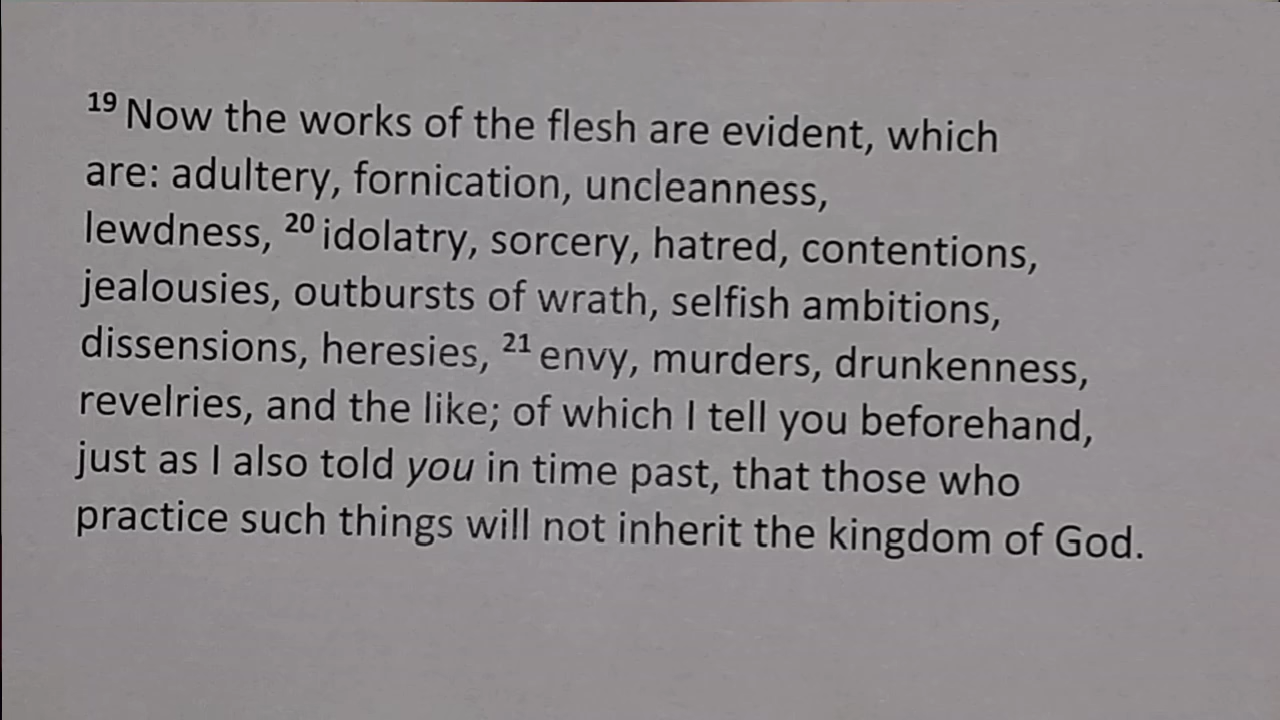 19 Now the works of the flesh are evident, which
are: adultery, fornication, uncleanness,
lewdness, 20 idolatry, sorcery, hatred, contentions,
jealousies, outbursts of wrath, selfish ambitions,
dissensions, heresies, 21 envy, murders, drunkenness,
revelries, and the like; of which I tell you beforehand,
just as I also told you in time past, that those who
practice such things will not inherit the kingdom of God.